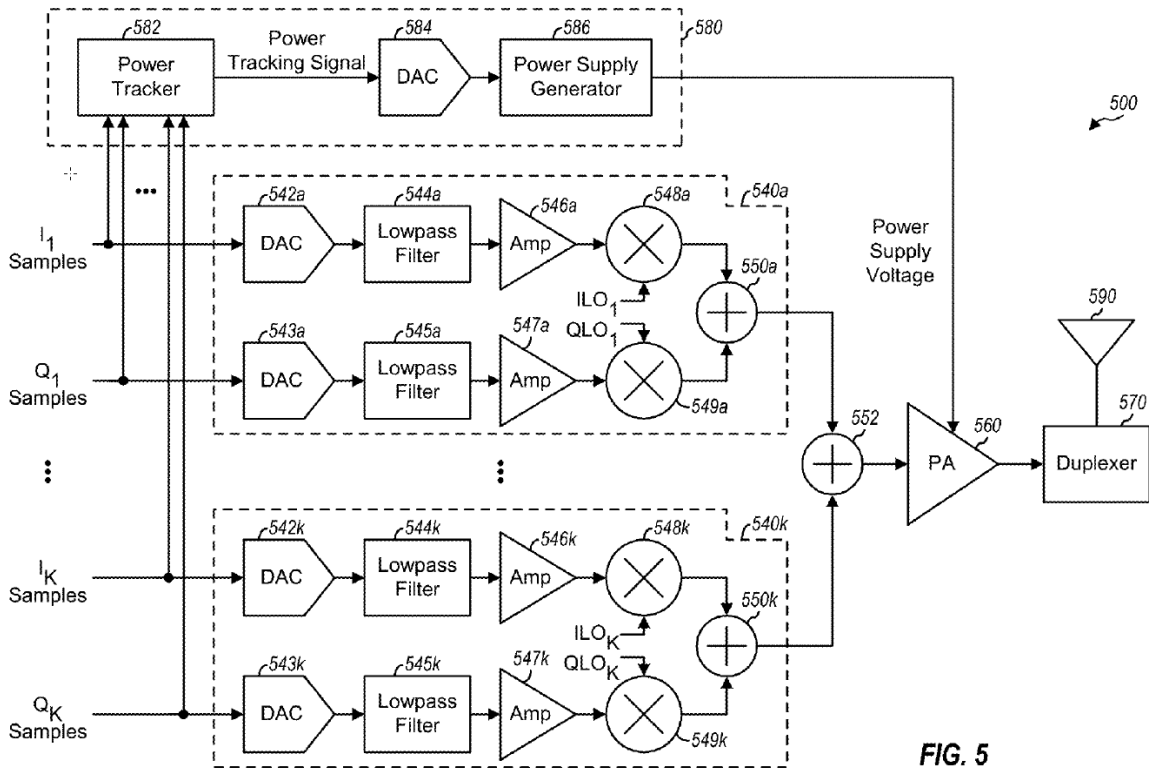 582
Power
Tracker
Power
Tracking Signal
584
DAC
586
Power Supply
Generator
580
500
542a
DAC
544a
Lowpass
Filter
546a
Amp
548a
540a
I1
Samples
ILO1
550a
Power
Supply
Voltage
590
543a
DAC
545a
Lowpass
Filter
547a
Amp
QLO1
549a
Q1
Samples
552
PA
560
570
Duplexer
542k
DAC
544k
Lowpass
Filter
546k
Amp
548k
540k
IK
Samples
ILOK
550k
543k
DAC
545k
Lowpass
Filter
547k
Amp
QLOK
549k
QK
Samples
FIG. 5